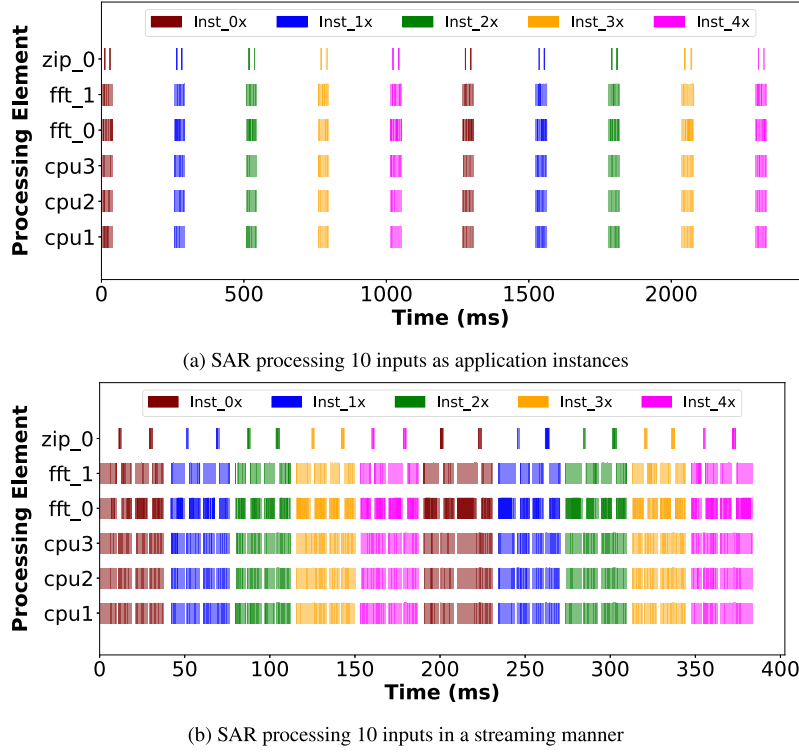 Inst_0x Inst_1x Inst_2x Inst_3x Inst_4x
Processing Element
zip_0
fft_1
fft_0
cpu3
cpu2
cpu1
0 500 1000 1500 2000
Time (ms)
(a) SAR processing 10 inputs as application instances
Inst_0x Inst_1x Inst_2x Inst_3x Inst_4x
Processing Element
zip_0
fft_1
fft_0
cpu3
cpu2
cpu1
0 50 100 150 200 250 300 350 400
Time (ms)
(b) SAR processing 10 inputs in a streaming manner